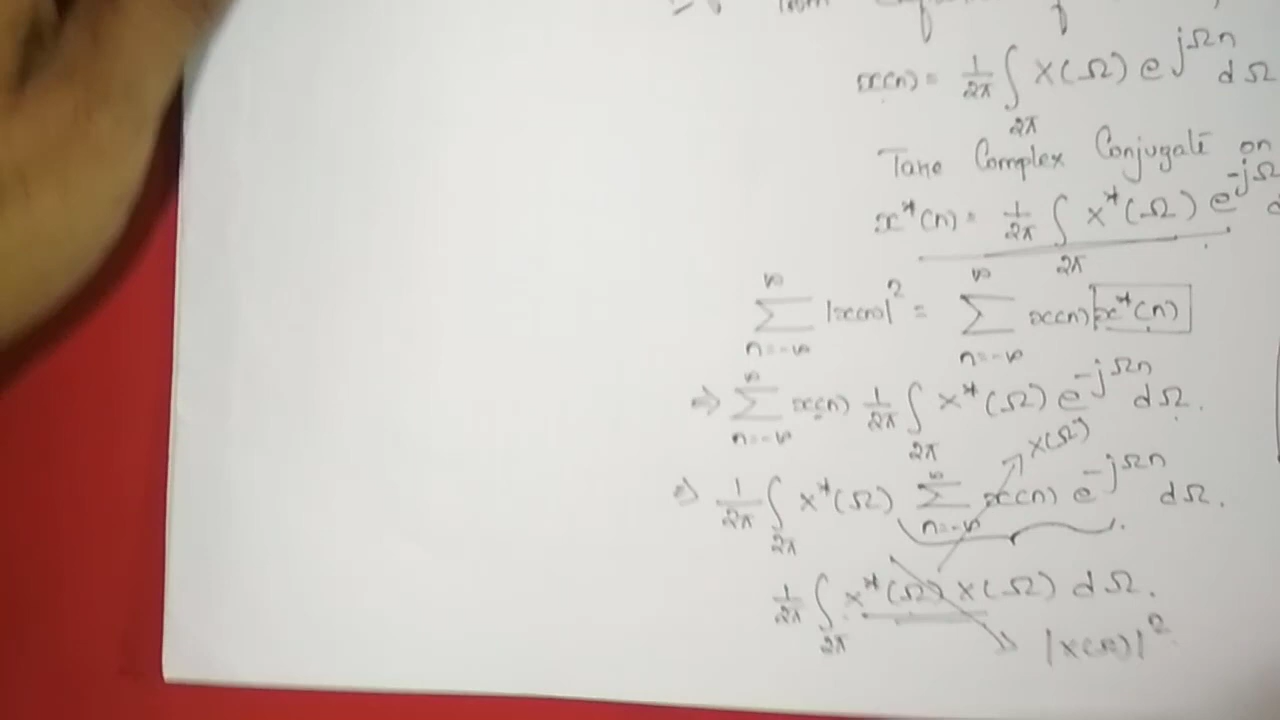 x(n) = 1/2π ∫2π X(Ω) e^jΩn dΩ
Take Complex Conjugate on
x*(n) = 1/2π ∫2π X*(Ω) e^-jΩ
∑n=-∞^∞ |x(n)|² = ∑n=-∞^∞ x(n) x*(n)
⇒ ∑n=-∞^∞ x(n) 1/2π ∫2π X*(Ω) e^-jΩn dΩ.
X(Ω)
⇒ 1/2π ∫2π X*(Ω) ∑n=-∞^∞ x(n) e^-jΩn dΩ.
1/2π ∫2π X*(Ω) X(Ω) dΩ.
|X(Ω)|²